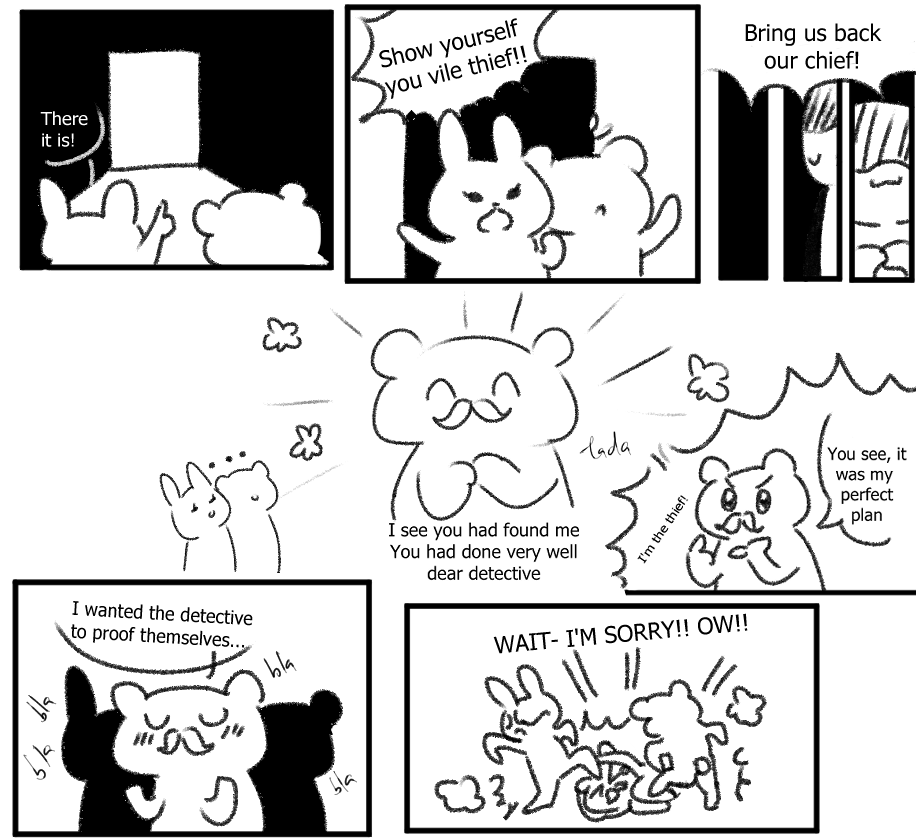 There
it is!
Show yourself
you vile thief!!
Bring us back
our chief!
...
tada
I see you had found me
You had done very well
dear detective
I'm the thief!
You see, it
was my
perfect
plan
I wanted the detective
to proof themselves...
bla
bla
bla
bla
WAIT- I'M SORRY!! OW!!